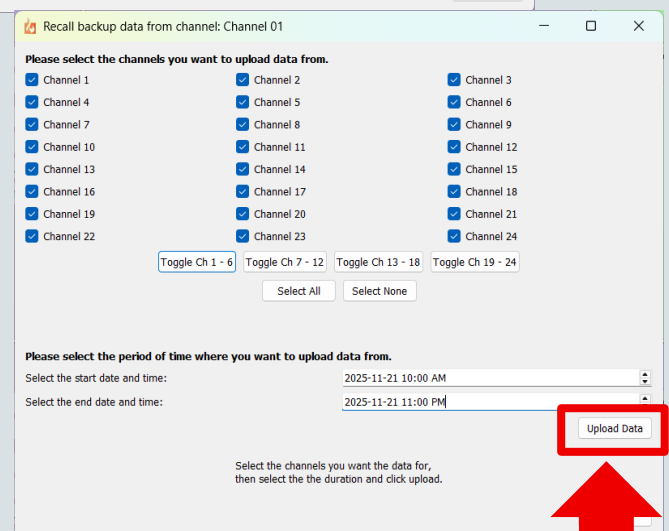 Recall backup data from channel: Channel 01
Please select the channels you want to upload data from.
Channel 1 Channel 2 Channel 3
Channel 4 Channel 5 Channel 6
Channel 7 Channel 8 Channel 9
Channel 10 Channel 11 Channel 12
Channel 13 Channel 14 Channel 15
Channel 16 Channel 17 Channel 18
Channel 19 Channel 20 Channel 21
Channel 22 Channel 23 Channel 24
Toggle Ch 1 - 6 Toggle Ch 7 - 12 Toggle Ch 13 - 18 Toggle Ch 19 - 24
Select All Select None
Please select the period of time where you want to upload data from.
Select the start date and time: 2025-11-21 10:00 AM
Select the end date and time: 2025-11-21 11:00 PM
Upload Data
Select the channels you want the data for,
then select the the duration and click upload.